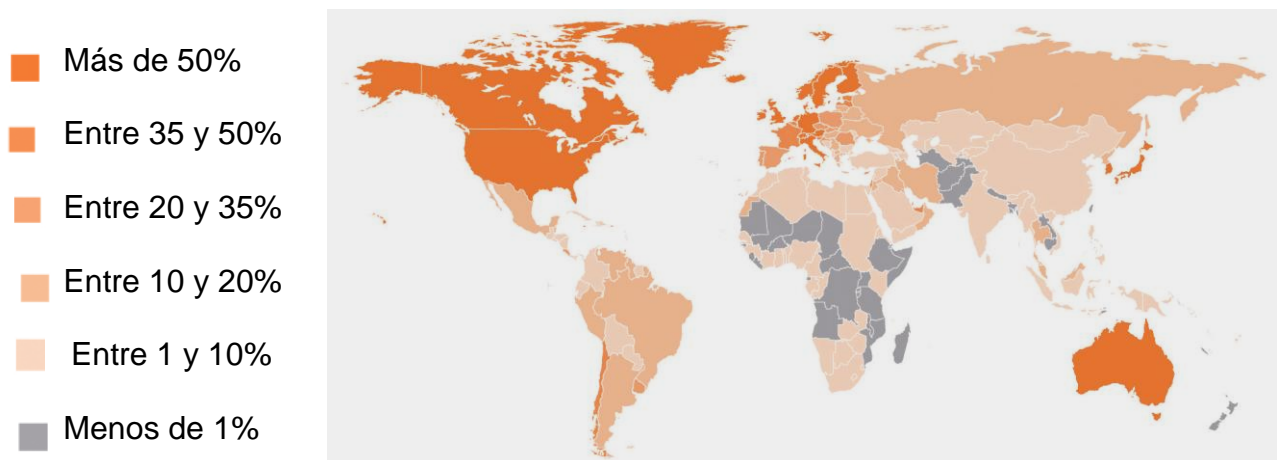 Más de 50%
Entre 35 y 50%
Entre 20 y 35%
Entre 10 y 20%
Entre 1 y 10%
Menos de 1%